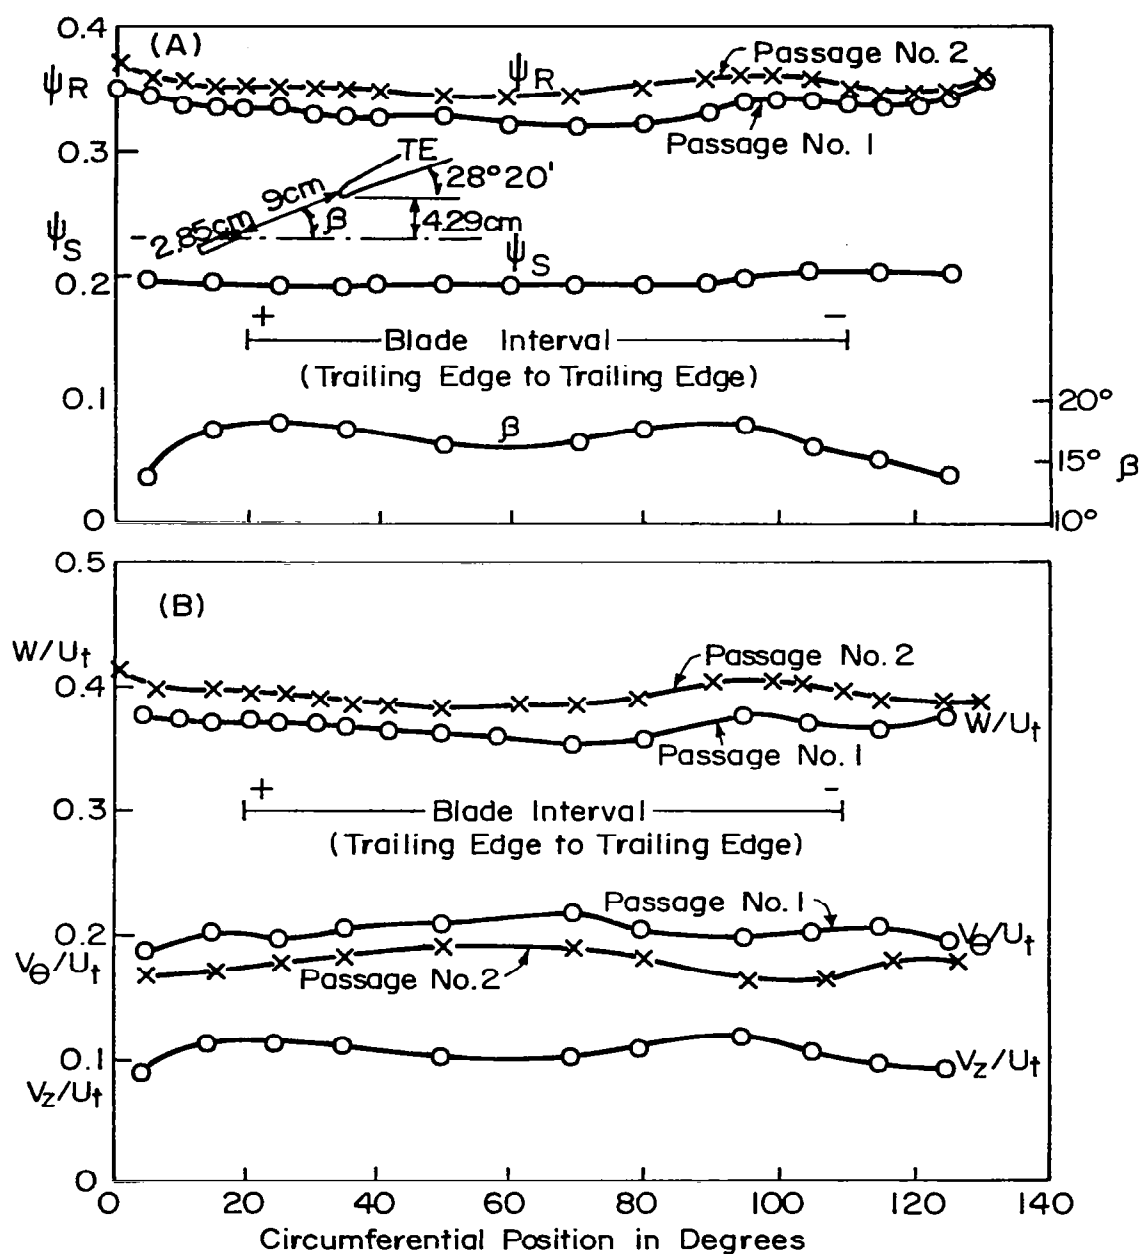 0.4
(A)
Passage No. 2
ψR
ψR
Passage No. 1
0.3
TE
28°20'
9cm
β
2.85cm
4.29cm
ψS
ψS
0.2
+
-
Blade Interval
(Trailing Edge to Trailing Edge)
0.1
20°
β
15°
β
0
10°
0.5
(B)
W/Ut
Passage No. 2
0.4
W/Ut
Passage No. 1
+
-
0.3
Blade Interval
(Trailing Edge to Trailing Edge)
Passage No. 1
0.2
Vθ/Ut
Vθ/Ut
Passage No. 2
0.1
Vz/Ut
Vz/Ut
0
0 20 40 60 80 100 120 140
Circumferential Position in Degrees